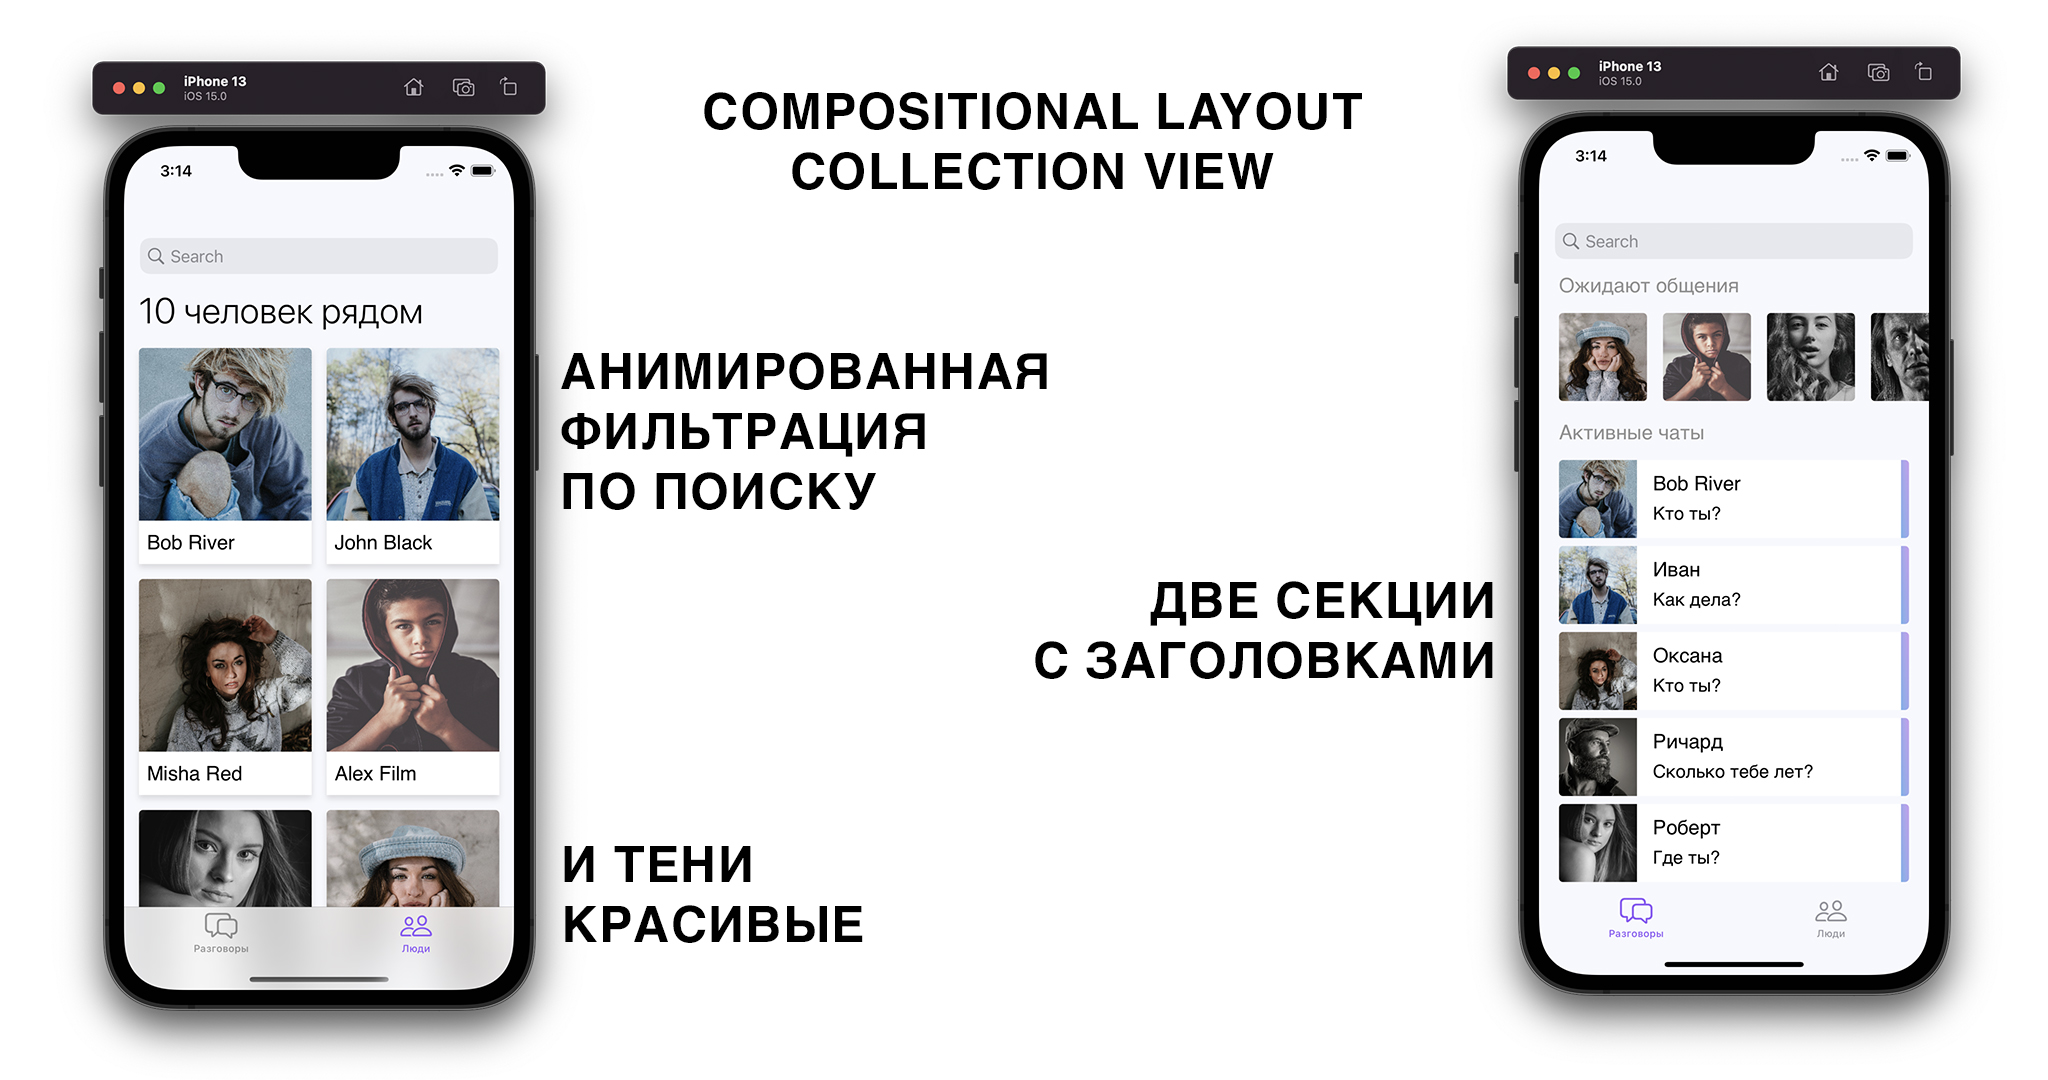 iPhone 13
iOS 15.0
3:14
Search
10 человек рядом
Bob River
John Black
Misha Red
Alex Film
Разговоры
Люди
COMPOSITIONAL LAYOUT
COLLECTION VIEW
АНИМИРОВАННАЯ
ФИЛЬТРАЦИЯ
ПО ПОИСКУ
ДВЕ СЕКЦИИ
С ЗАГОЛОВКАМИ
И ТЕНИ
КРАСИВЫЕ
iPhone 13
iOS 15.0
3:14
Search
Ожидают общения
Активные чаты
Bob River
Кто ты?
Иван
Как дела?
Оксана
Кто ты?
Ричард
Сколько тебе лет?
Роберт
Где ты?
Разговоры
Люди